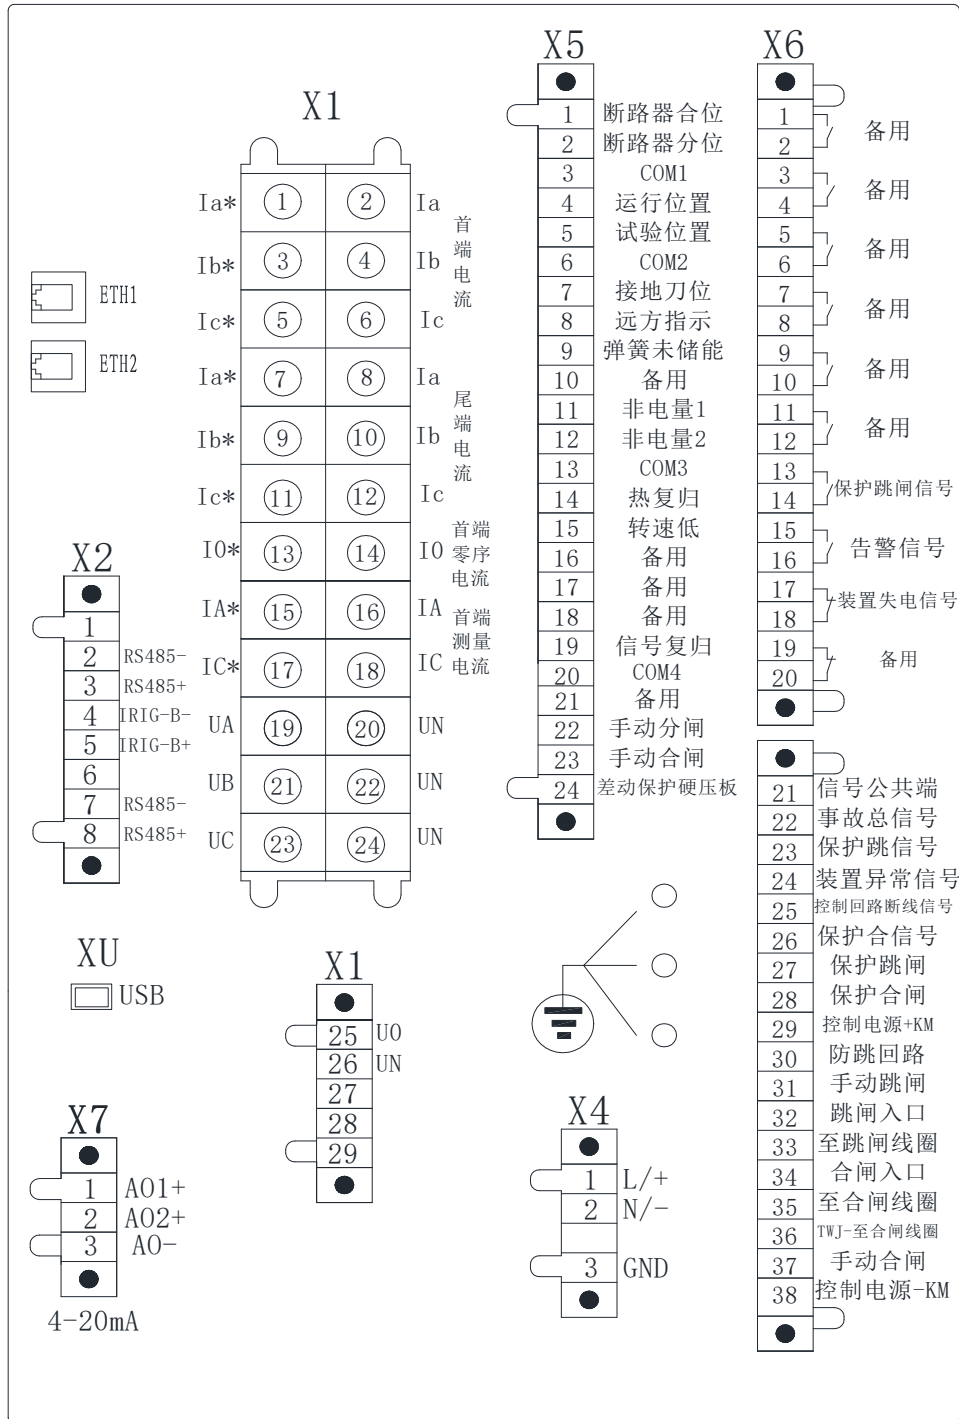 X1
Ia* ① ② Ia
Ib* ③ ④ Ib
Ic* ⑤ ⑥ Ic
首端电流
Ia* ⑦ ⑧ Ia
Ib* ⑨ ⑩ Ib
Ic* ⑪ ⑫ Ic
尾端电流
I0* ⑬ ⑭ I0
首端
零序
电流
IA* ⑮ ⑯ IA
IC* ⑰ ⑱ IC
首端
测量
电流
UA ⑲ ⑳ UN
UB ㉑ ㉒ UN
UC ㉓ ㉔ UN
ETH1
ETH2
X2
1
2 RS485-
3 RS485+
4 IRIG-B-
5 IRIG-B+
6
7 RS485-
8 RS485+
XU
USB
X7
1 AO1+
2 AO2+
3 AO-
4-20mA
X1
25 U0
26 UN
27
28
29
X5
1 断路器合位
2 断路器分位
3 COM1
4 运行位置
5 试验位置
6 COM2
7 接地刀位
8 远方指示
9 弹簧未储能
10 备用
11 非电量1
12 非电量2
13 COM3
14 热复归
15 转速低
16 备用
17 备用
18 备用
19 信号复归
20 COM4
21 备用
22 手动分闸
23 手动合闸
24 差动保护硬压板
X4
1 L/+
2 N/-
3 GND
X6
1
2
备用
3
4
备用
5
6
备用
7
8
备用
9
10
备用
11
12
备用
13
14
保护跳闸信号
15
16
告警信号
17
18
装置失电信号
19
20
备用
21 信号公共端
22 事故总信号
23 保护跳信号
24 装置异常信号
25 控制回路断线信号
26 保护合信号
27 保护跳闸
28 保护合闸
29 控制电源+KM
30 防跳回路
31 手动跳闸
32 跳闸入口
33 至跳闸线圈
34 合闸入口
35 至合闸线圈
36 TWJ-至合闸线圈
37 手动合闸
38 控制电源-KM